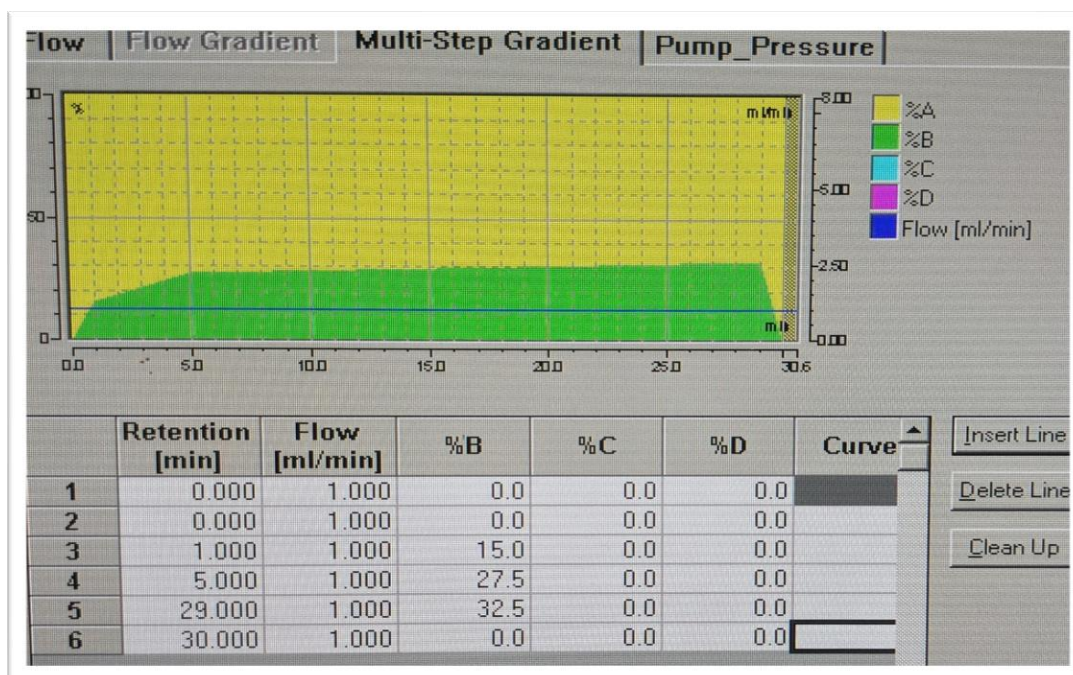 Flow Flow Gradient Multi-Step Gradient Pump_Pressure
%
8.00
%A
%B
%C
5.00
%D
50
Flow [ml/min]
2.50
0
0.00
0.0 5.0 10.0 15.0 20.0 25.0 30.6
Retention [min] Flow [ml/min] %B %C %D Curve Insert Line
1 0.000 1.000 0.0 0.0 0.0 Delete Line
2 0.000 1.000 0.0 0.0 0.0
3 1.000 1.000 15.0 0.0 0.0 Clean Up
4 5.000 1.000 27.5 0.0 0.0
5 29.000 1.000 32.5 0.0 0.0
6 30.000 1.000 0.0 0.0 0.0